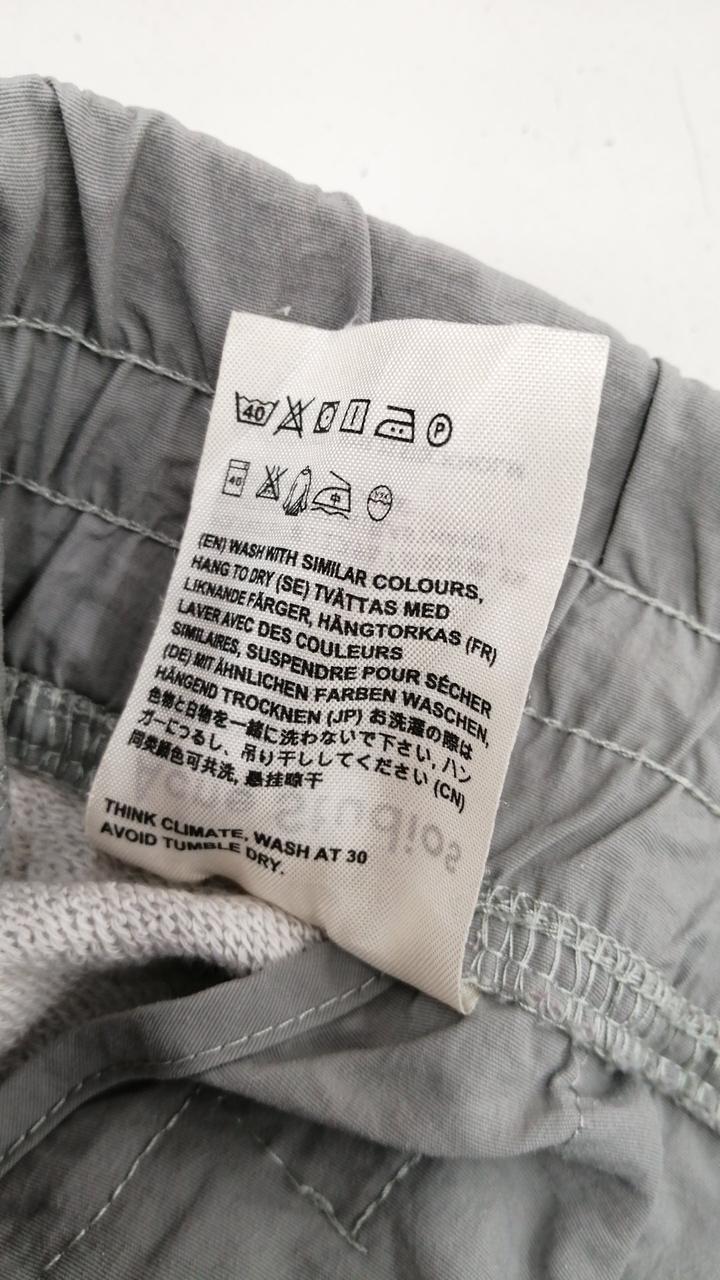 40 P
40
(EN) WASH WITH SIMILAR COLOURS,
HANG TO DRY (SE) TVÄTTAS MED
LIKNANDE FÄRGER, HÄNGTORKAS (FR)
LAVER AVEC DES COULEURS
SIMILAIRES, SUSPENDRE POUR SÉCHER
(DE) MIT ÄHNLICHEN FARBEN WASCHEN,
HÄNGEND TROCKNEN (JP) お洗濯の際は
色物と白物を一緒に洗わないで下さい, ハン
ガーにつるし、吊り干ししてください (CN)
同类颜色可共洗, 悬挂晾干
THINK CLIMATE, WASH AT 30
AVOID TUMBLE DRY.